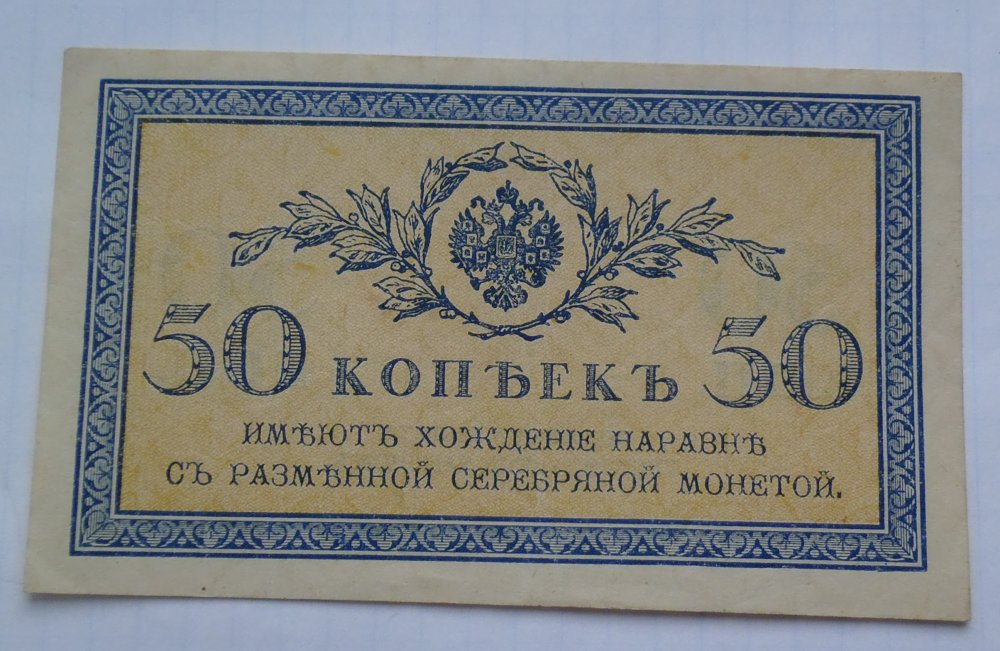 50 КОПѢЕКЪ 50
ИМѢЮТЪ ХОЖДЕНІЕ НАРАВНѢ
СЪ РАЗМѢННОЙ СЕРЕБРЯНОЙ МОНЕТОЙ.